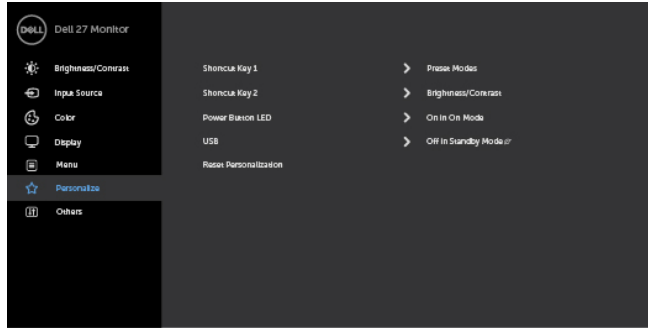 DELL Dell 27 Monitor
Brightness/Contrast
Input Source
Color
Display
Menu
Personalize
Others
Shortcut Key 1 Preset Modes
Shortcut Key 2 Brightness/Contrast
Power Button LED On in On Mode
USB Off in Standby Mode
Reset Personalization